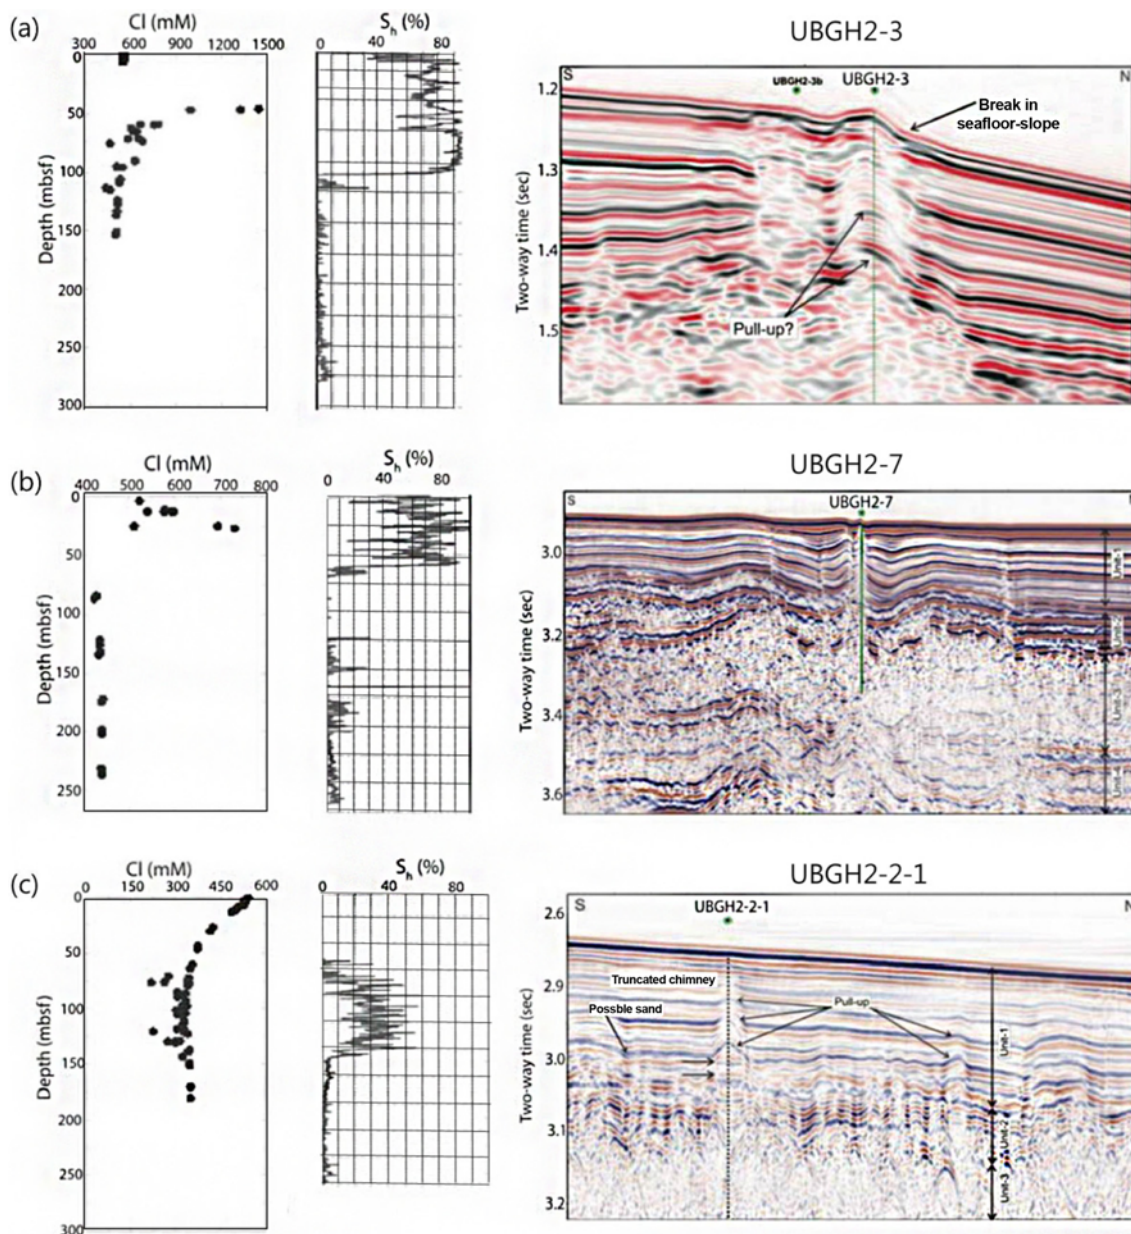 (a)
Cl (mM)
300 600 900 1200 1500
0
50
100
150
200
250
300
Depth (mbsf)
Sh (%)
0 40 80
UBGH2-3
S
N
UBGH2-3b
UBGH2-3
Break in
seafloor-slope
Pull-up?
1.2
1.3
1.4
1.5
Two-way time (sec)
(b)
Cl (mM)
400 500 600 700 800
0
50
100
150
200
250
Depth (mbsf)
Sh (%)
0 40 80
UBGH2-7
S
UBGH2-7
3.0
3.2
3.4
3.6
Two-way time (sec)
Unit-1
Unit-2
Unit-3
(c)
Cl (mM)
0 150 300 450 600
0
50
100
150
200
250
300
Depth (mbsf)
Sh (%)
0 40 80
UBGH2-2-1
S
N
UBGH2-2-1
Truncated chimney
Possble sand
Pull-up
2.6
2.9
3.0
3.1
3.2
Two-way time (sec)
Unit-1
Unit-2
Unit-3